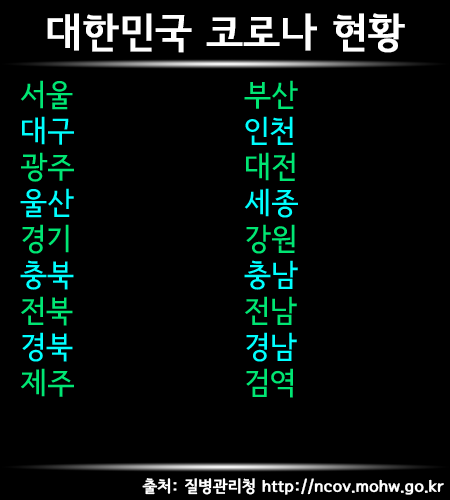 대한민국 코로나 현황
서울 부산
대구 인천
광주 대전
울산 세종
경기 강원
충북 충남
전북 전남
경북 경남
제주 검역
출처: 질병관리청 http://ncov.mohw.go.kr